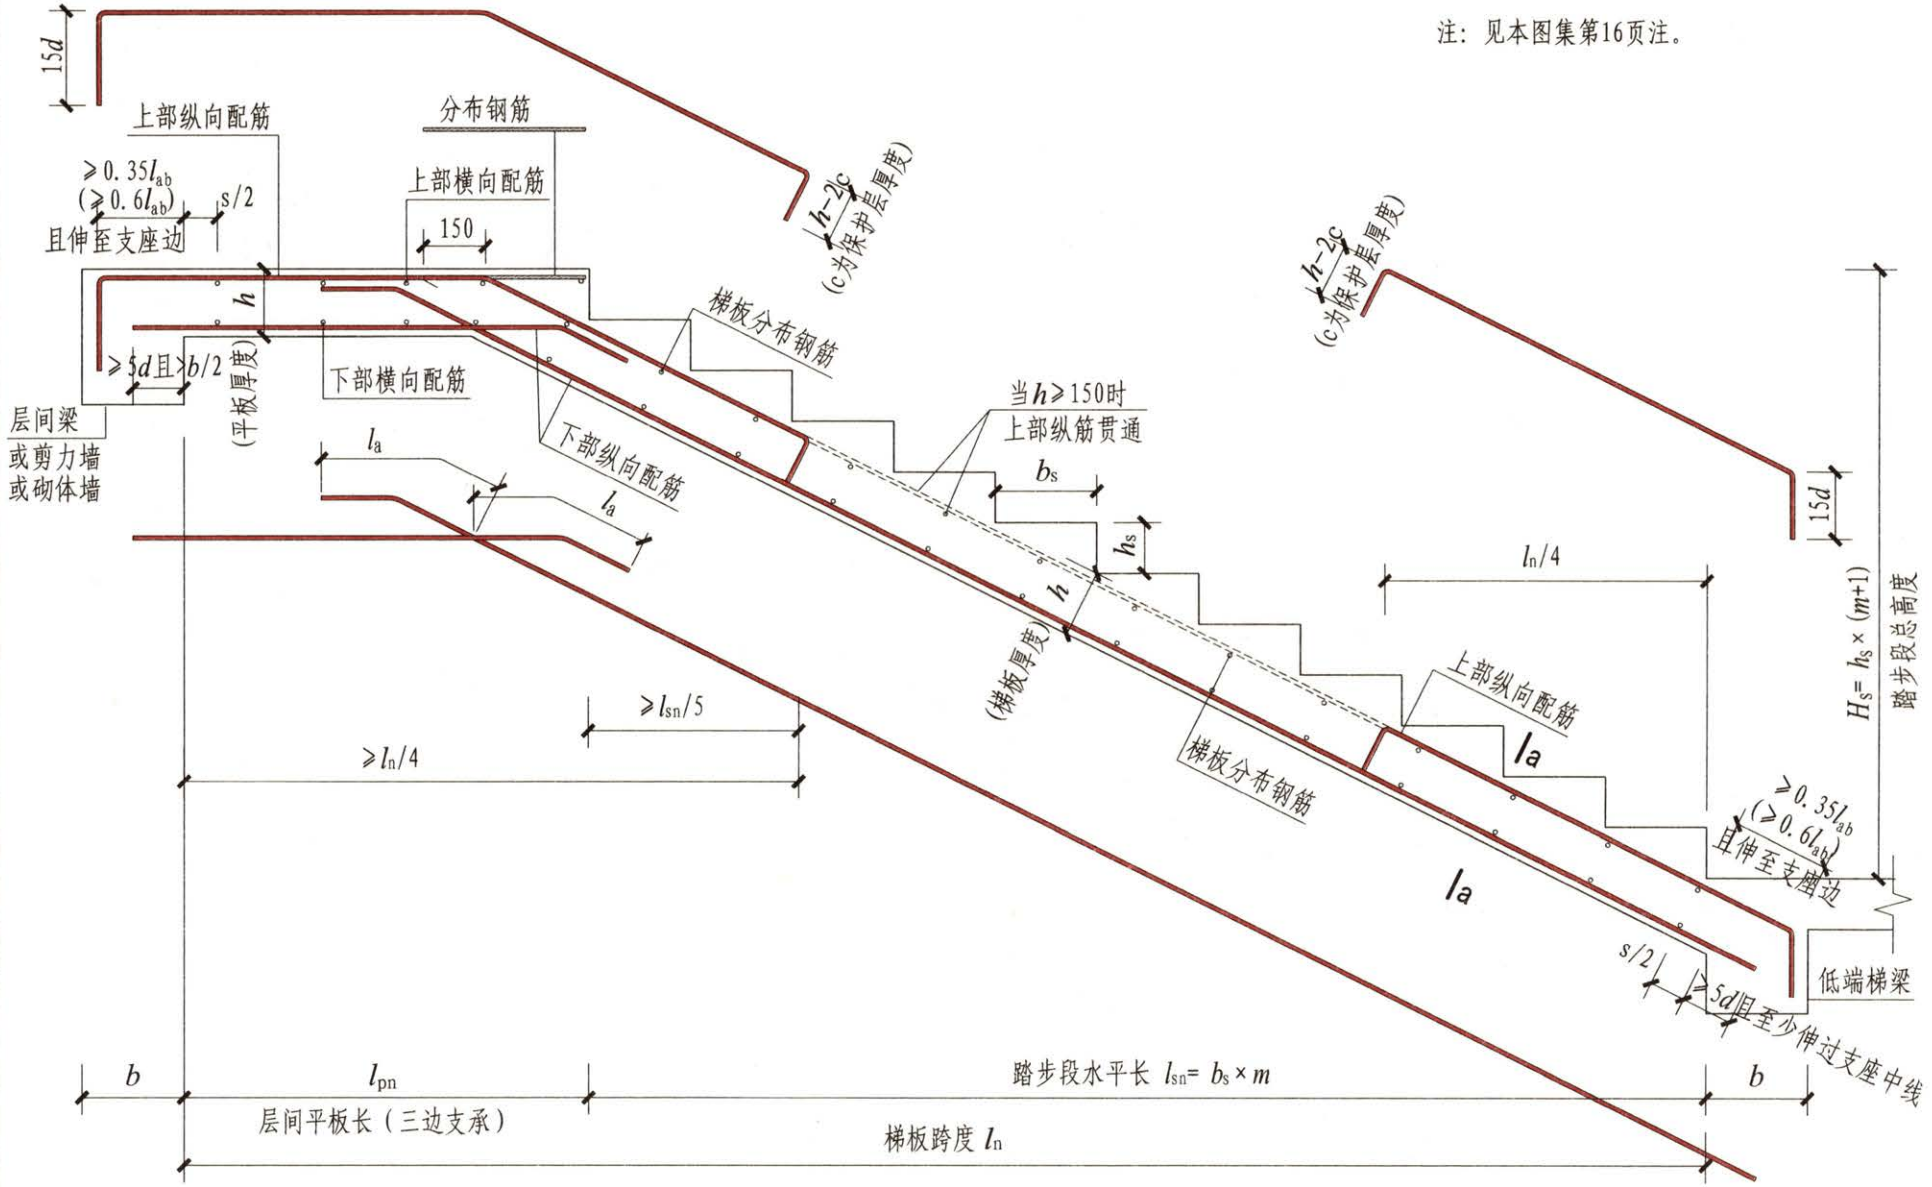 注：见本图集第16页注。
15d
上部纵向配筋
分布钢筋
≥0.35lab
(≥0.6lab)
s/2
且伸至支座边
上部横向配筋
150
h-2c
(c为保护层厚度)
h-2c
(c为保护层厚度)
h
(平板厚度)
梯板分布钢筋
≥5d且≥b/2
下部横向配筋
层间梁
或剪力墙
或砌体墙
la
下部纵向配筋
la
当h≥150时
上部纵筋贯通
bs
hs
15d
h
(梯板厚度)
ln/4
Hs=hs×(m+1)
踏步段总高度
≥lsn/5
≥ln/4
上部纵向配筋
la
梯板分布钢筋
≥0.35lab
(≥0.6lab)
且伸至支座边
la
s/2
≥5d且至少伸过支座中线
低端梯梁
b
lpn
层间平板长（三边支承）
踏步段水平长 lsn=bs×m
b
梯板跨度 ln